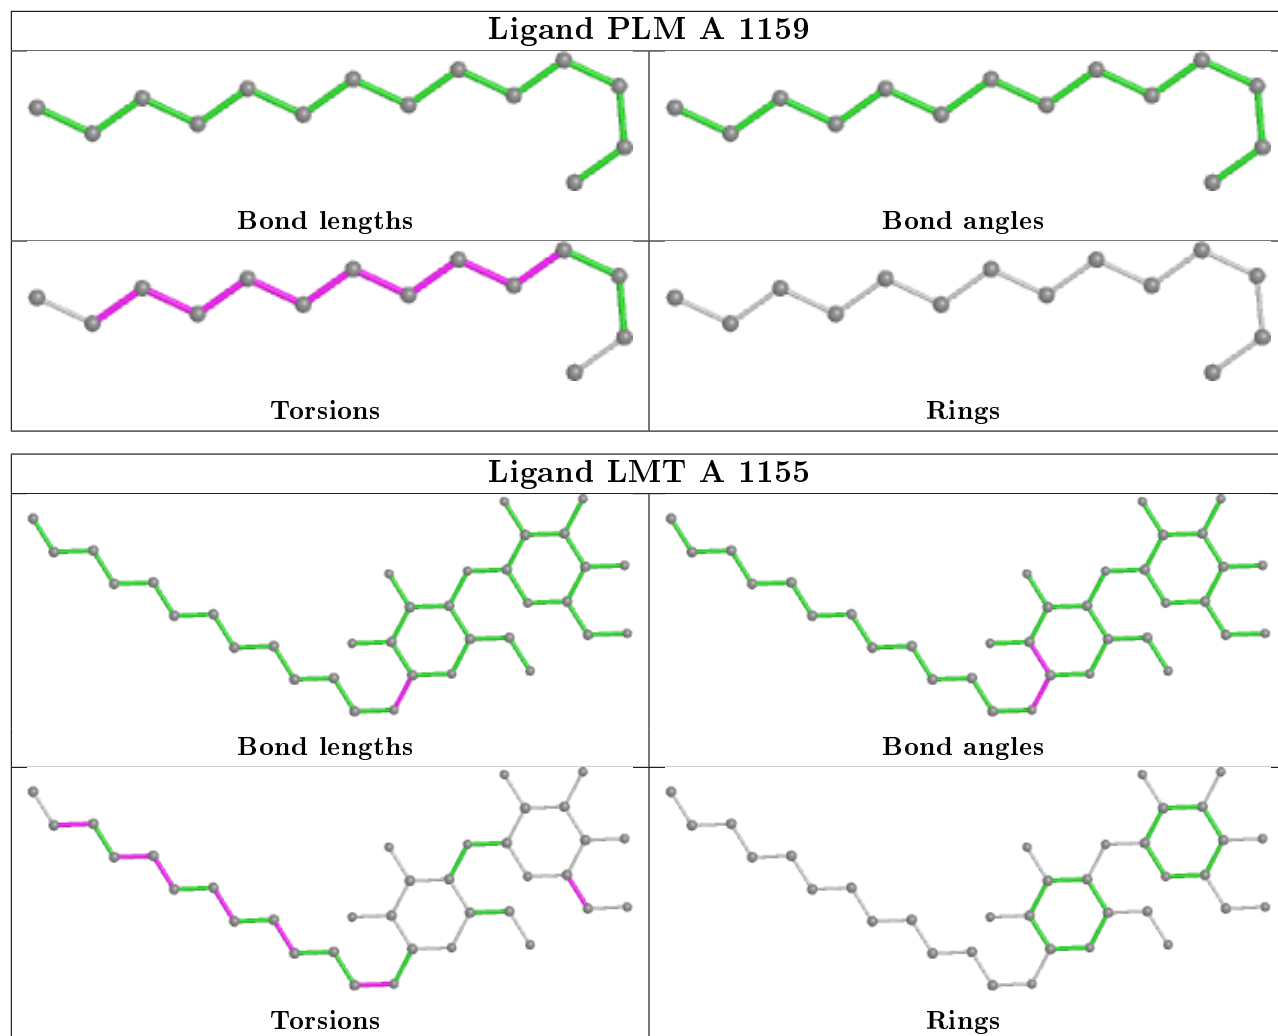 Ligand PLM A 1159
Bond lengths
Bond angles
Torsions
Rings
Ligand LMT A 1155
Bond lengths
Bond angles
Torsions
Rings